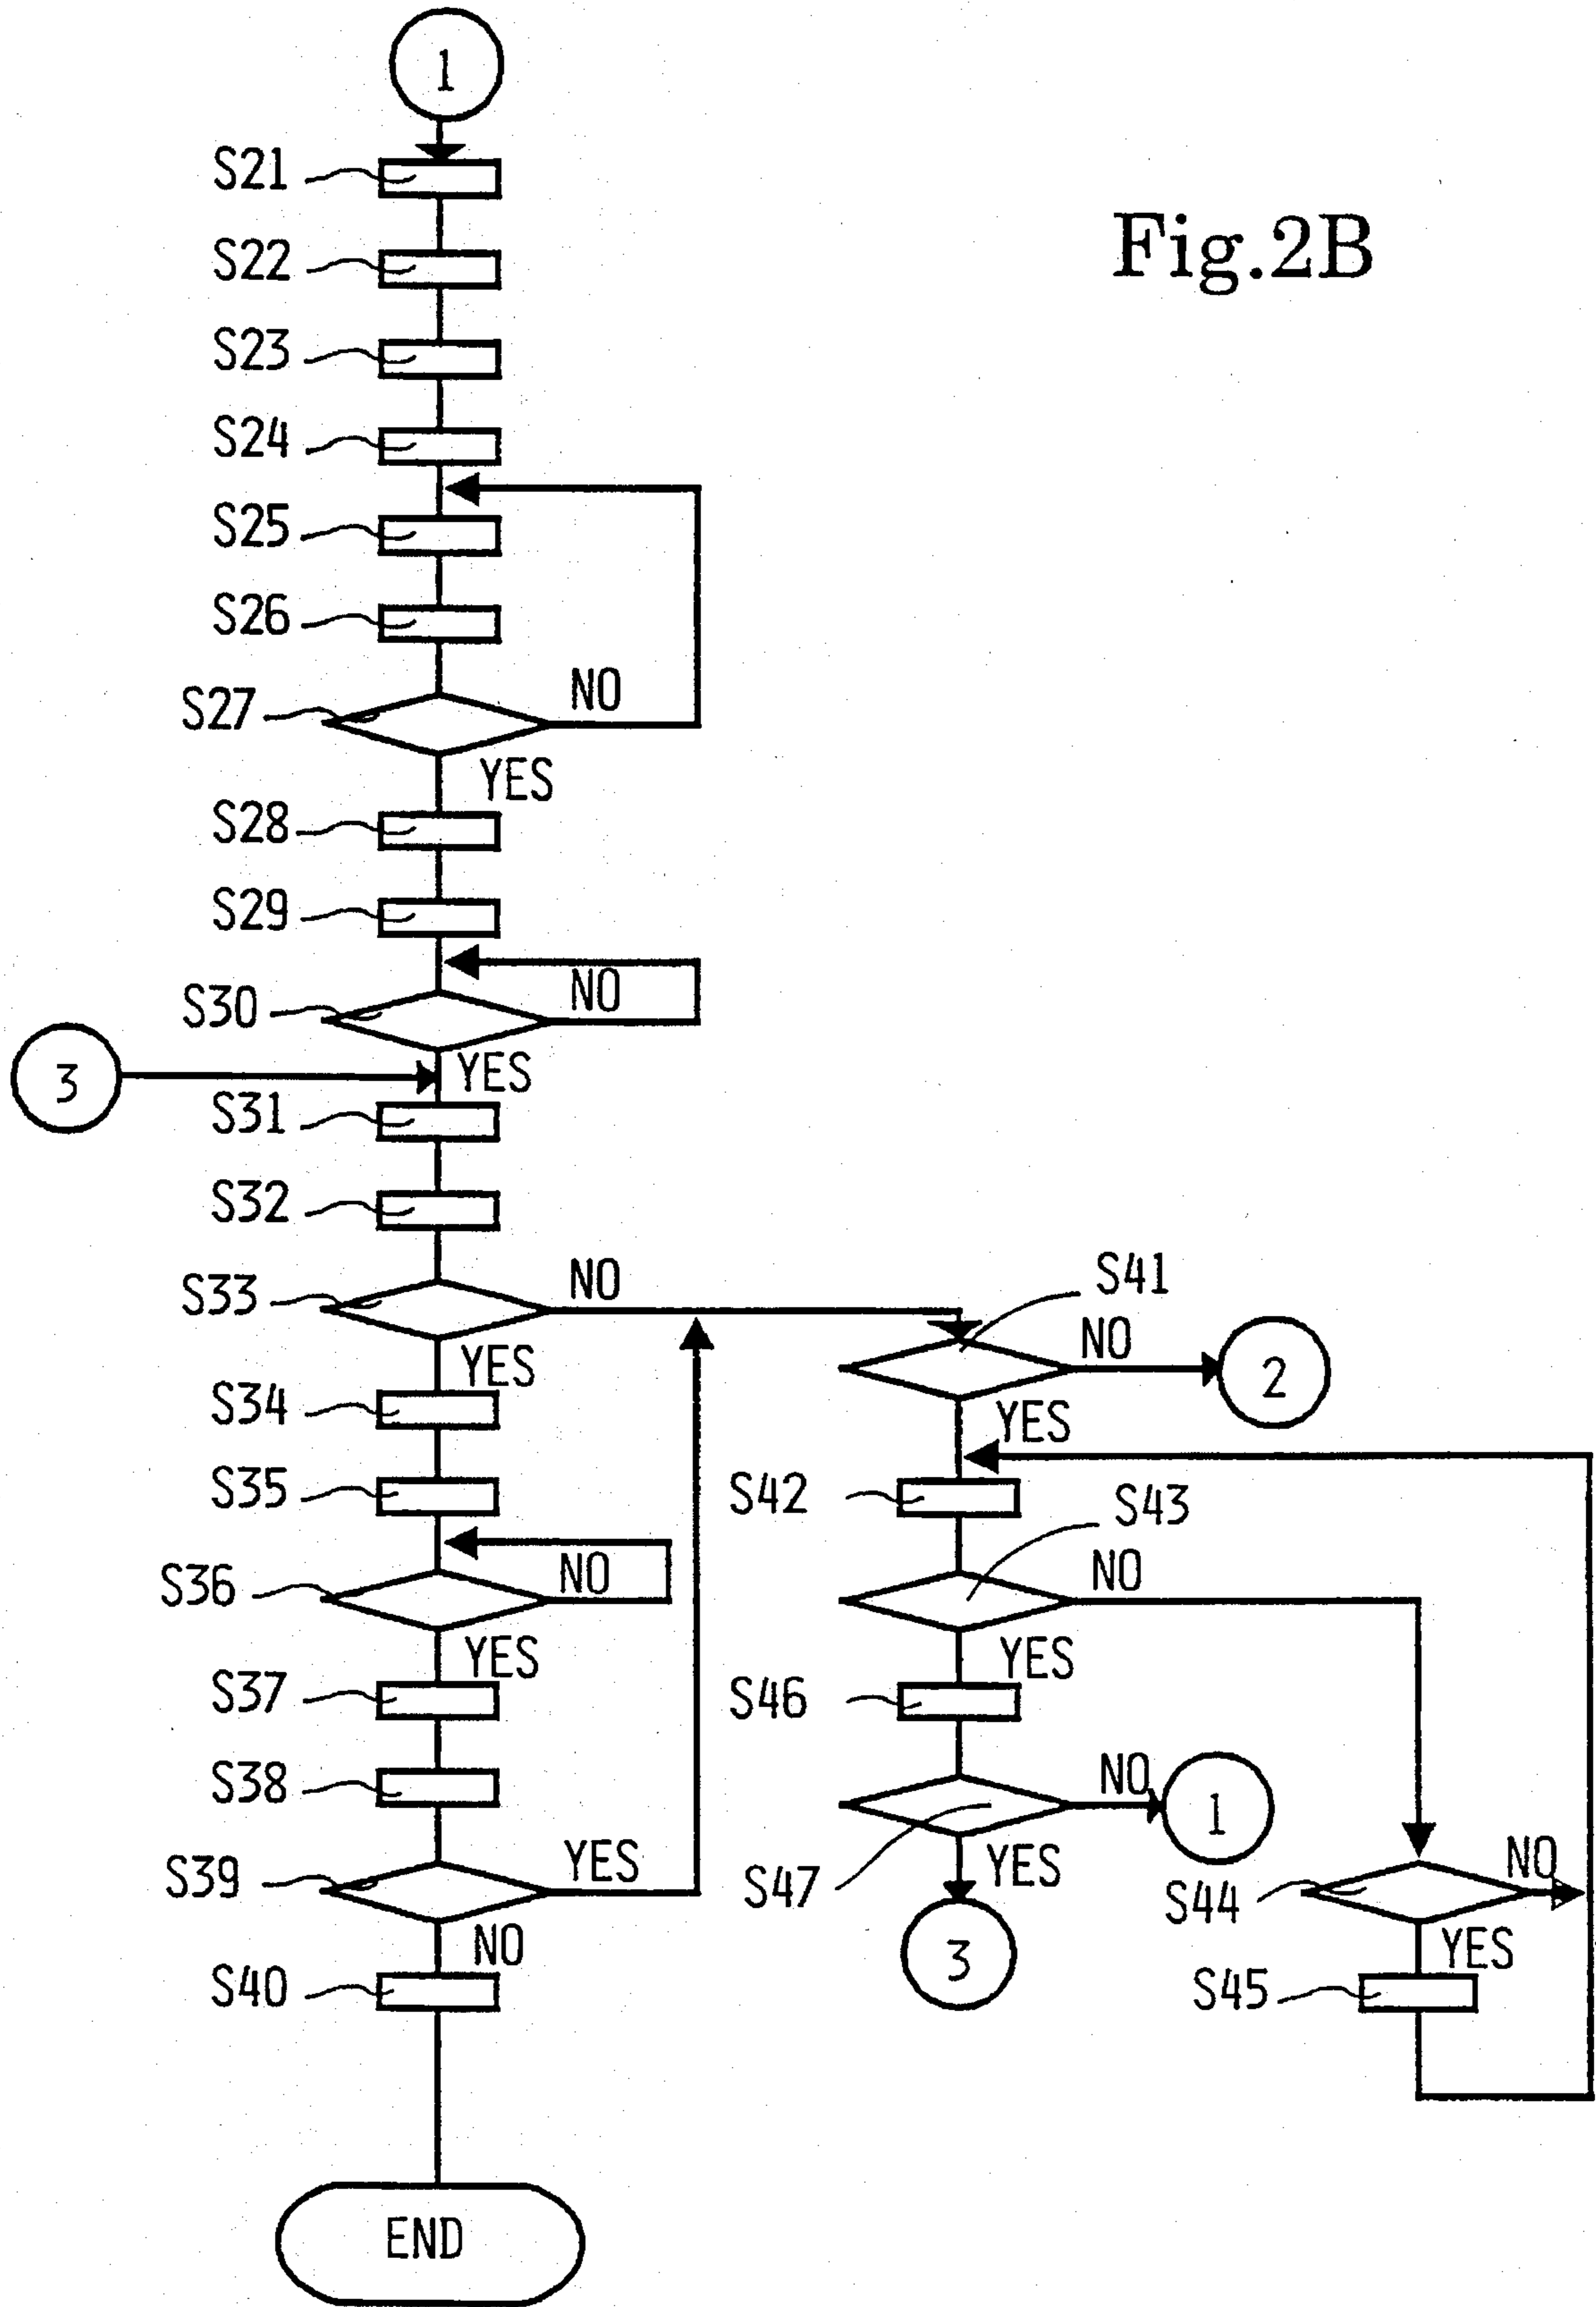 1
S21
Fig.2B
S22
S23
S24
S25
S26
S27
NO
YES
S28
S29
S30
NO
3
YES
S31
S32
S33
NO
S41
NO
2
YES
YES
S34
S35
S42
S43
S36
NO
NO
YES
YES
S37
S46
S38
NO
1
S39
YES
S47
YES
S44
NO
NO
3
YES
S40
S45
END